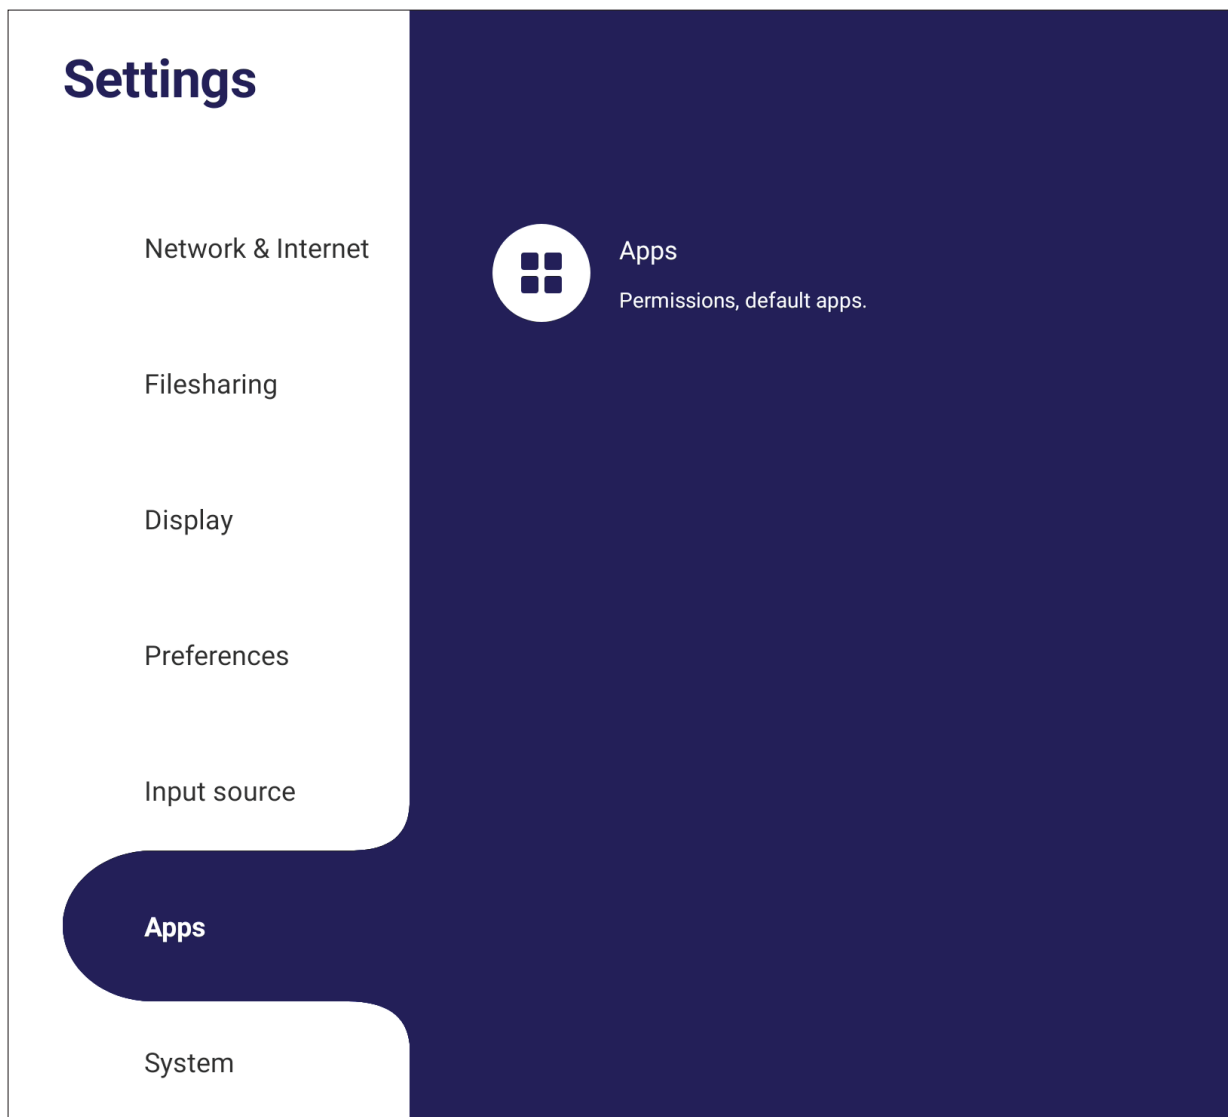 Settings
Network & Internet
Filesharing
Display
Preferences
Input source
Apps
System
Apps
Permissions, default apps.